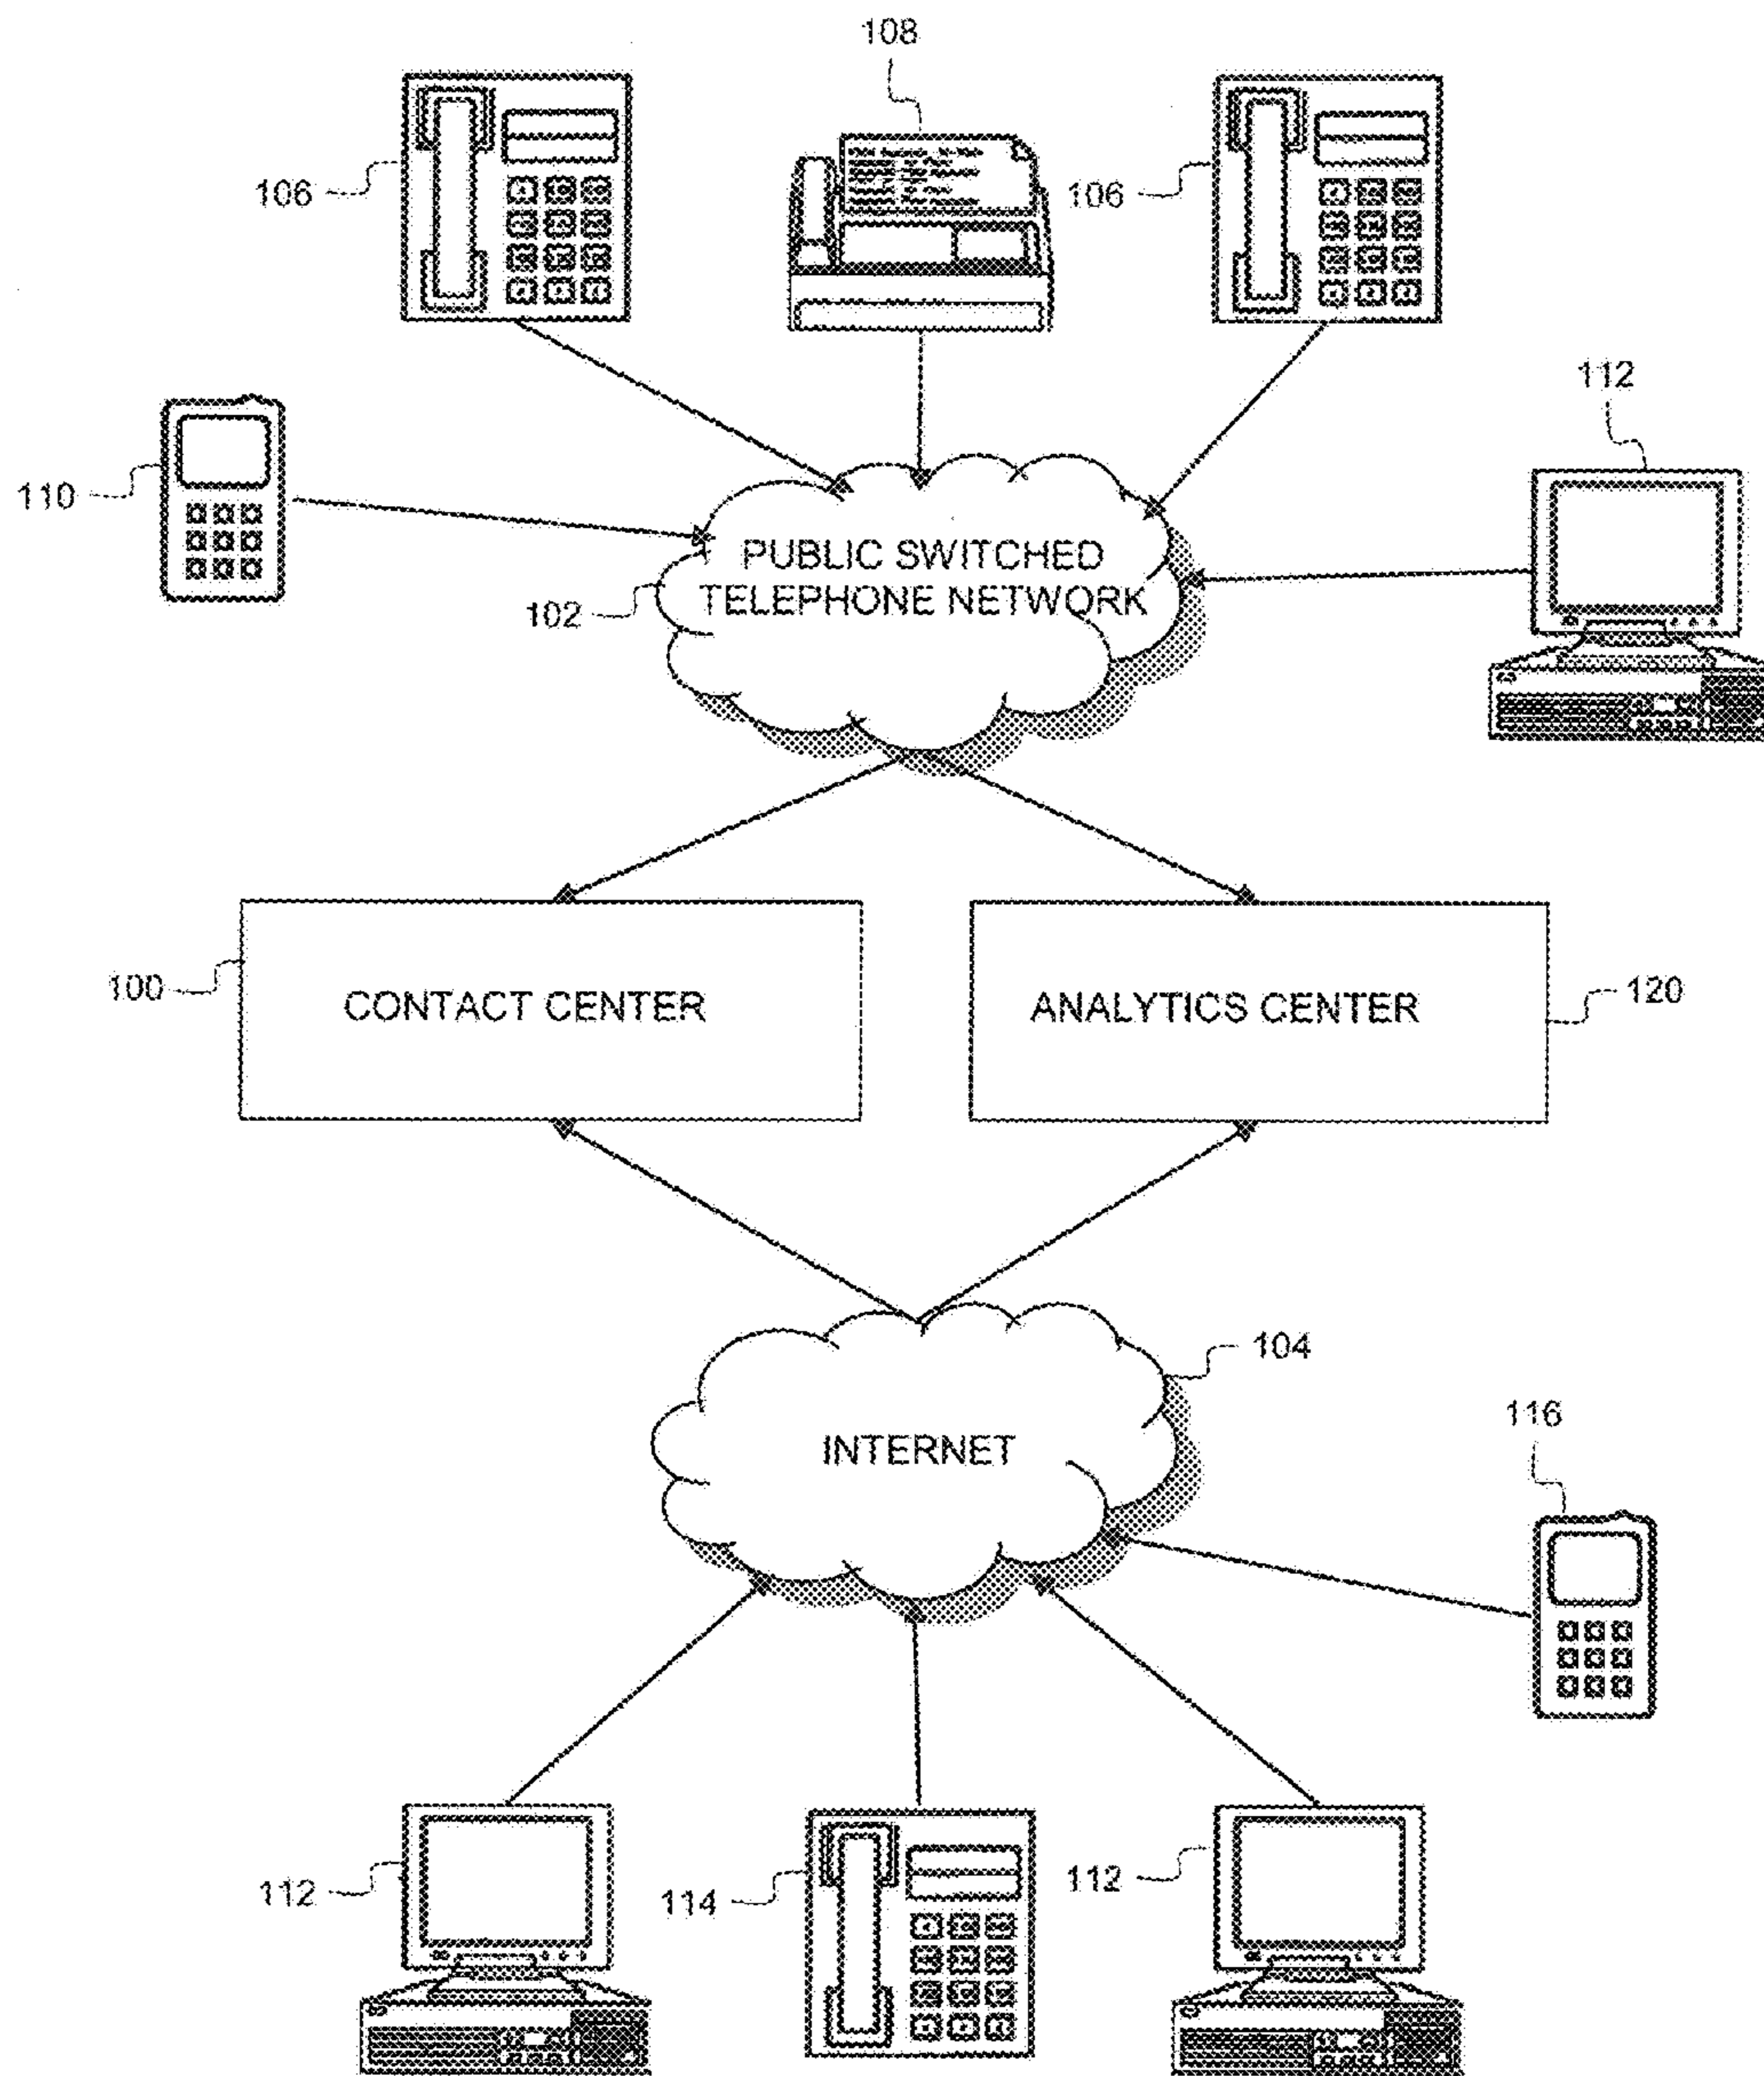 108
106
106
112
110
PUBLIC SWITCHED
TELEPHONE NETWORK
102
100
CONTACT CENTER
ANALYTICS CENTER
120
104
INTERNET
116
112
114
112